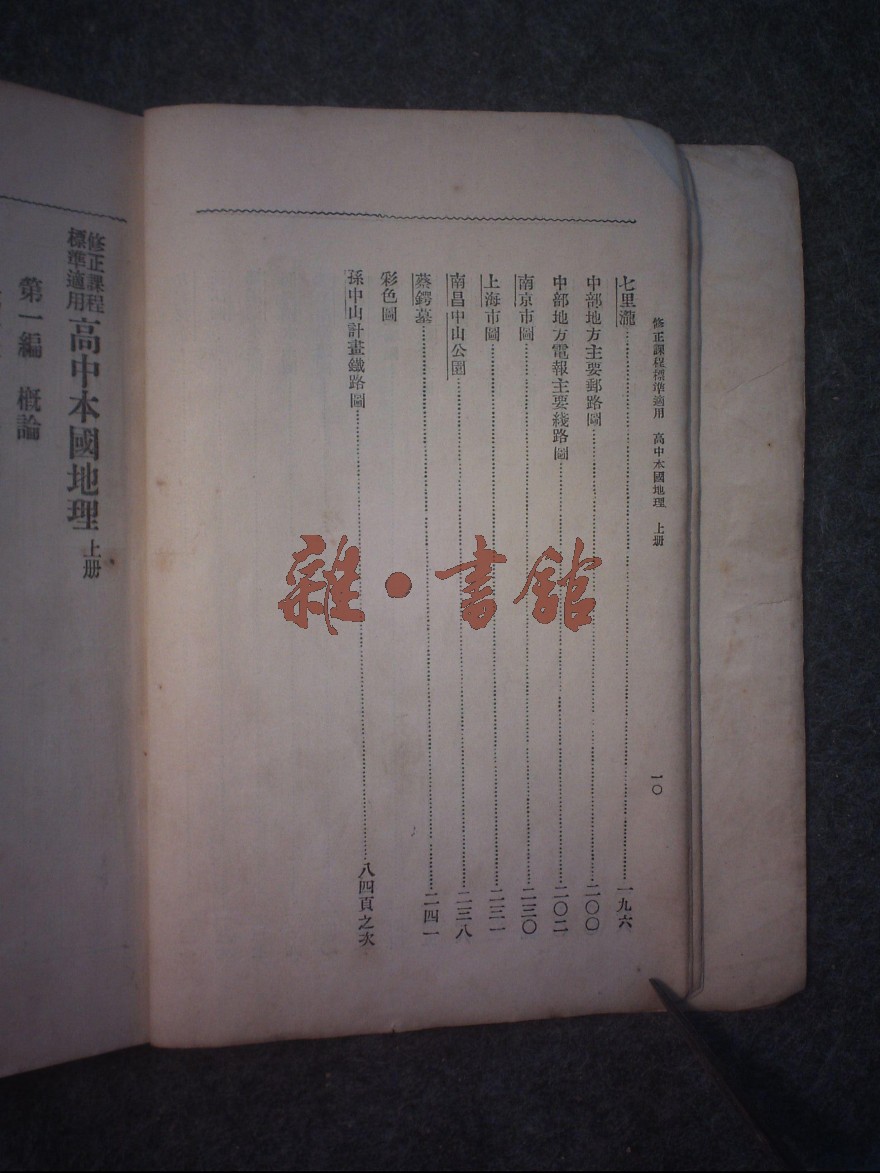 修正課程標準適用 高中本國地理 上册
一〇
七里瀧……一九六
中部地方主要郵路圖……二〇〇
中部地方電報主要綫路圖……二〇二
南京市圖……二三〇
上海市圖……二三一
南昌中山公園……二三八
蔡鍔墓……二四一
彩色圖
孫中山計畫鐵路圖……八四頁之次
修正課程標準適用 高中本國地理 上册
第一編 概論
雜·書館